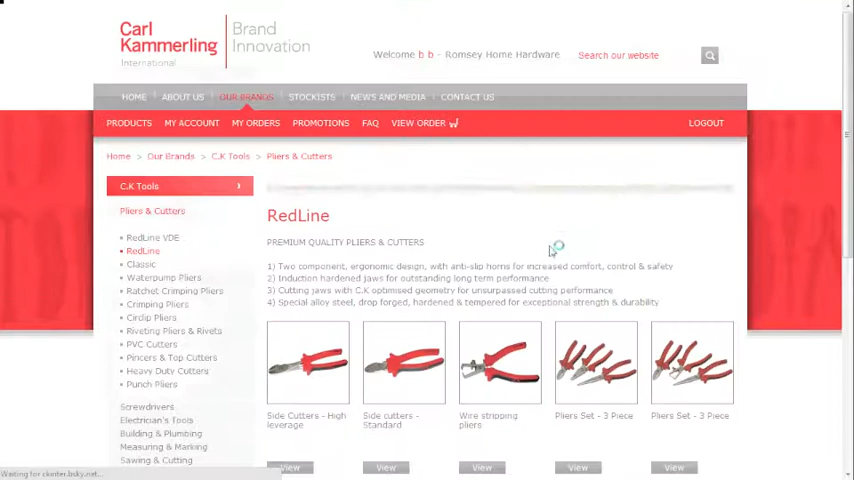 Carl
Kammerling
International
Brand
Innovation
Welcome b b - Romsey Home Hardware
Search our website
HOME
ABOUT US
OUR BRANDS
STOCKISTS
NEWS AND MEDIA
CONTACT US
PRODUCTS
MY ACCOUNT
MY ORDERS
PROMOTIONS
FAQ
VIEW ORDER
LOGOUT
Home > Our Brands > C.K Tools > Pliers & Cutters
C.K Tools
Pliers & Cutters
RedLine VDE
RedLine
Classic
Waterpump Pliers
Ratchet Crimping Pliers
Crimping Pliers
Circlip Pliers
Riveting Pliers & Rivets
PVC Cutters
Pincers & Top Cutters
Heavy Duty Cutters
Punch Pliers
Screwdrivers
Electrician's Tools
Building & Plumbing
Measuring & Marking
Sawing & Cutting
RedLine
PREMIUM QUALITY PLIERS & CUTTERS
1) Two component, ergonomic design, with anti-slip horns for increased comfort, control & safety
2) Induction hardened jaws for outstanding long term performance
3) Cutting jaws with C.K optimised geometry for unsurpassed cutting performance
4) Special alloy steel, drop forged, hardened & tempered for exceptional strength & durability
Side Cutters - High
leverage
Side cutters -
Standard
Wire stripping
pliers
Pliers Set - 3 Piece
Pliers Set - 3 Piece
View
View
View
View
View